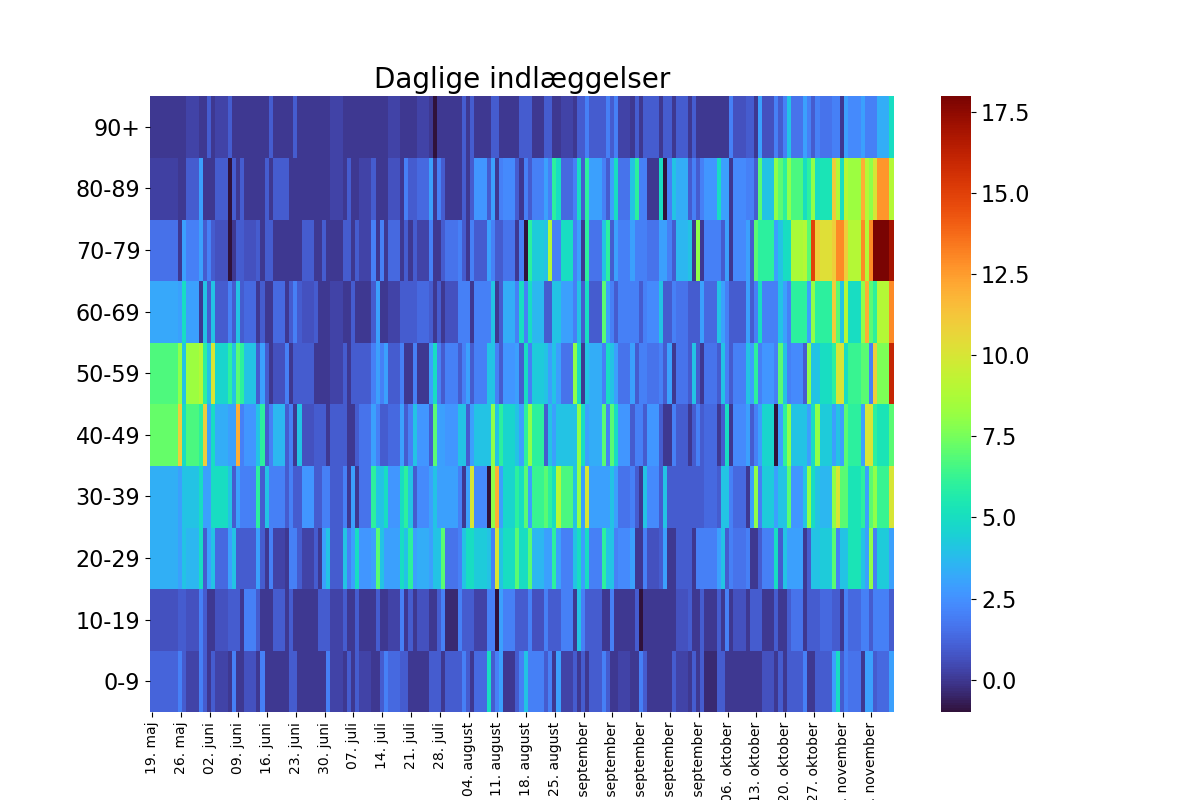 Daglige indlæggelser
90+
80-89
70-79
60-69
50-59
40-49
30-39
20-29
10-19
0-9
17.5
15.0
12.5
10.0
7.5
5.0
2.5
0.0
19. maj
26. maj
02. juni
09. juni
16. juni
23. juni
30. juni
07. juli
14. juli
21. juli
28. juli
04. august
11. august
18. august
25. august
september
september
september
september
september
06. oktober
13. oktober
20. oktober
27. oktober
. november
. november